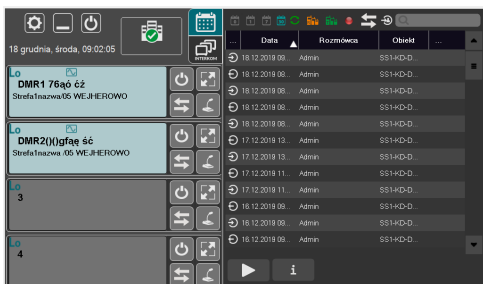 18 grudnia, środa, 09:02:05
INTERKOM
Lo
DMR1 76ąó ćź
Strefa1nazwa/05 WEJHEROWO
Lo
DMR2()()gfąę ść
Strefa1nazwa /05 WEJHEROWO
Lo
3
Lo
4
... Data Rozmówca Obiekt ...
18.12.2019 09... Admin SS1-KD-D...
18.12.2019 09... Admin SS1-KD-D...
18.12.2019 08... Admin SS1-KD-D...
18.12.2019 08... Admin SS1-KD-D...
18.12.2019 08... Admin SS1-KD-D...
17.12.2019 13... Admin SS1-KD-D...
17.12.2019 13... Admin SS1-KD-D...
17.12.2019 11... Admin SS1-KD-D...
17.12.2019 11... Admin SS1-KD-D...
16.12.2019 09... Admin SS1-KD-D...
16.12.2019 09... Admin SS1-KD-D...
16.12.2019 09... Admin SS1-KD-D...
i